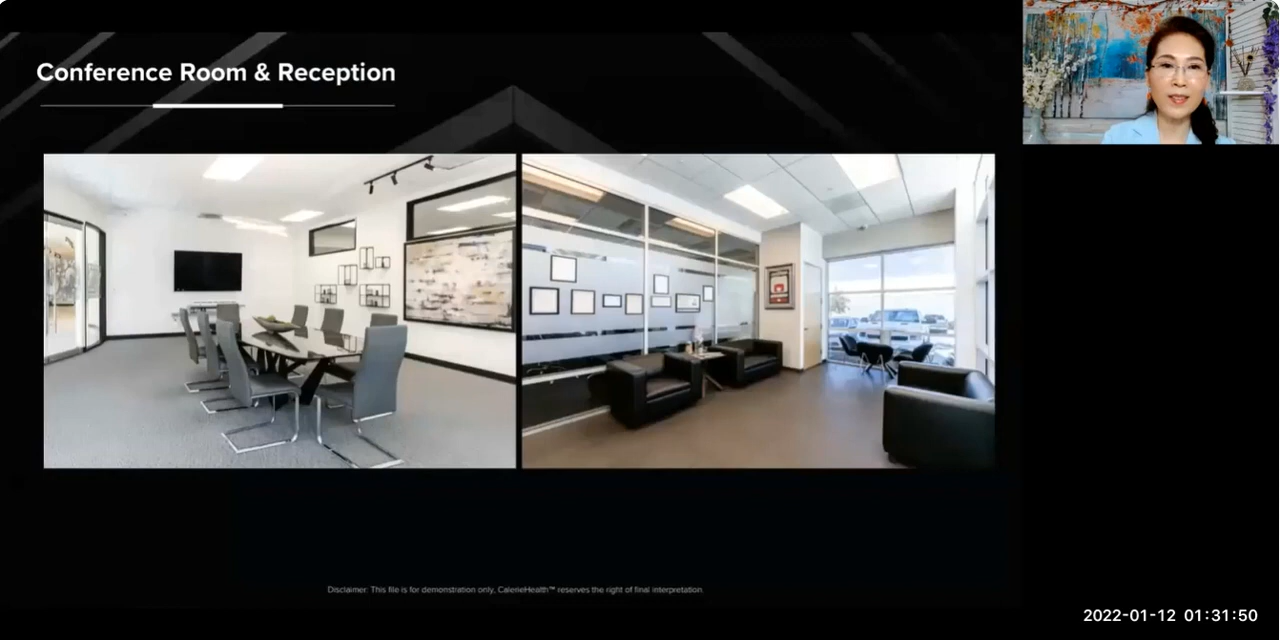 Conference Room & Reception
Disclaimer: This file is for demonstration only, CalerieHealth™ reserves the right of final interpretation.
2022-01-12 01:31:50